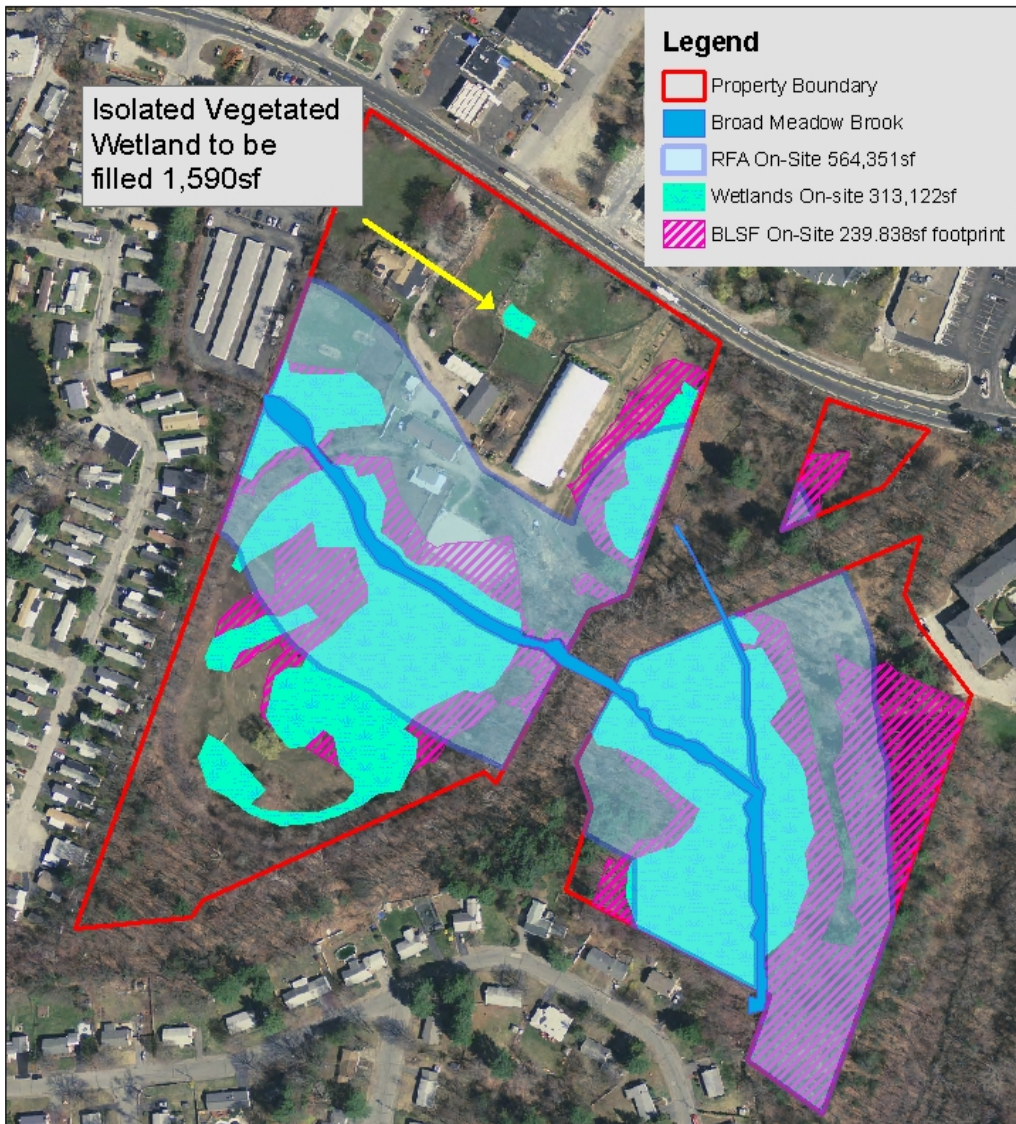 Isolated Vegetated
Wetland to be
filled 1,590sf
Legend
Property Boundary
Broad Meadow Brook
RFA On-Site 564,351sf
Wetlands On-site 313,122sf
BLSF On-Site 239.838sf footprint